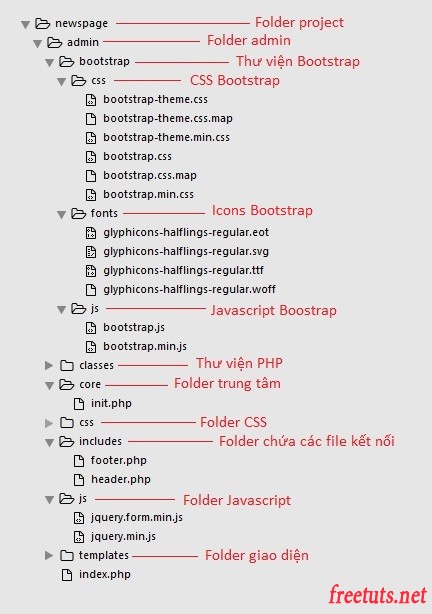 newspage Folder project
admin Folder admin
bootstrap Thư viện Bootstrap
css CSS Bootstrap
bootstrap-theme.css
bootstrap-theme.css.map
bootstrap-theme.min.css
bootstrap.css
bootstrap.css.map
bootstrap.min.css
fonts Icons Bootstrap
glyphicons-halflings-regular.eot
glyphicons-halflings-regular.svg
glyphicons-halflings-regular.ttf
glyphicons-halflings-regular.woff
js Javascript Boostrap
bootstrap.js
bootstrap.min.js
classes Thư viện PHP
core Folder trung tâm
init.php
css Folder CSS
includes Folder chứa các file kết nối
footer.php
header.php
js Folder Javascript
jquery.form.min.js
jquery.min.js
templates Folder giao diện
index.php
freetuts.net